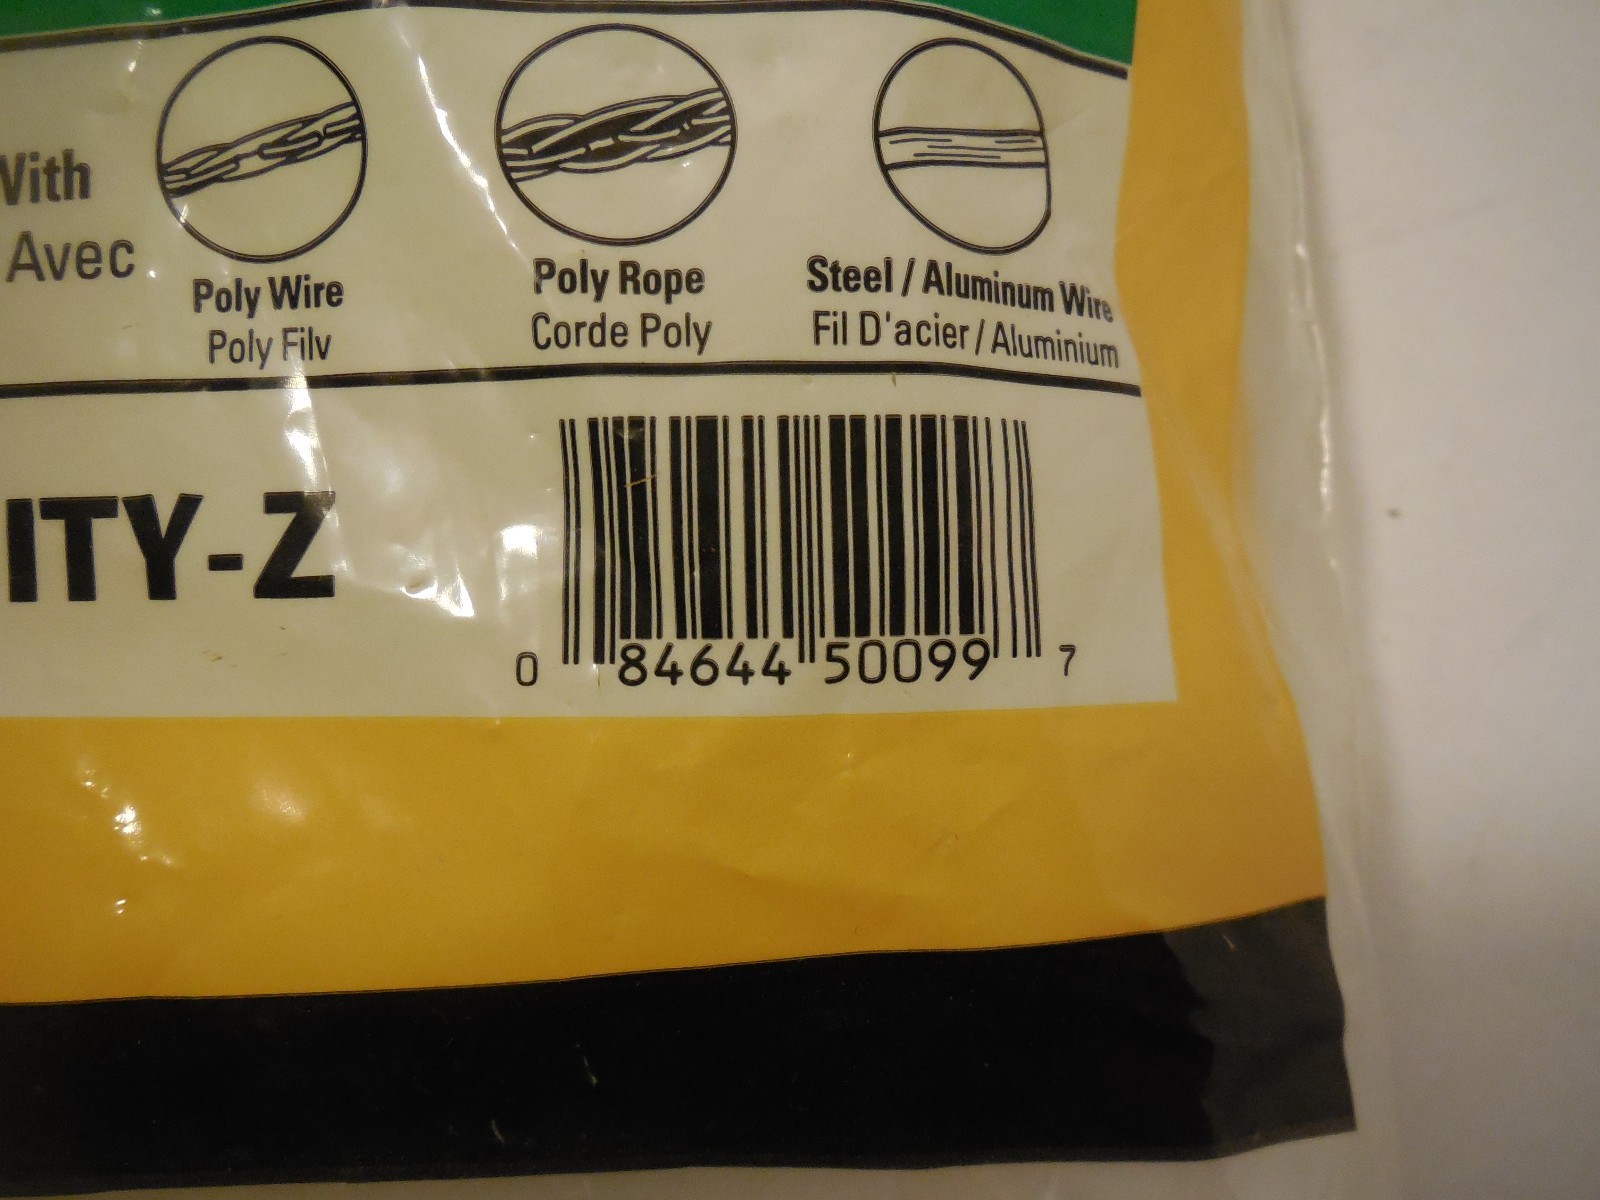 With
Avec
Poly Wire
Poly Filv
Poly Rope
Corde Poly
Steel / Aluminum Wire
Fil D'acier / Aluminium
ITY-Z
0 84644 50099 7